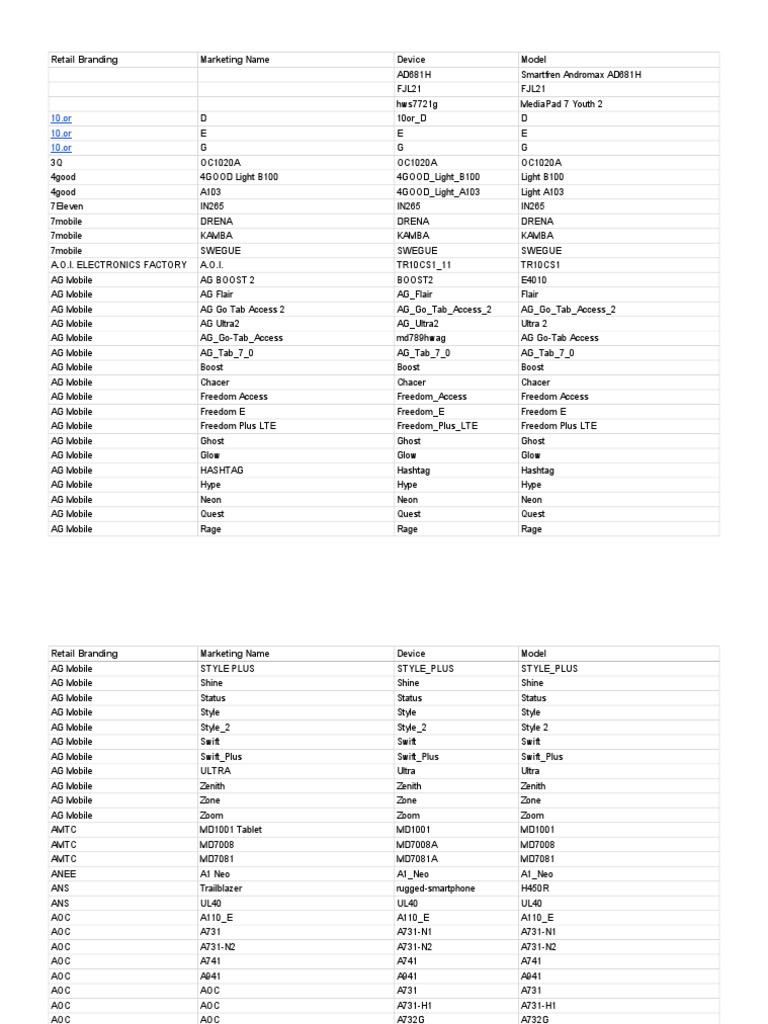 Retail Branding Marketing Name Device Model
AD681H Smartfren Andromax AD681H
FJL21 FJL21
hws7721g MediaPad 7 Youth 2
10.or D 10or_D D
10.or E E E
10.or G G G
3Q OC1020A OC1020A OC1020A
4good 4GOOD Light B100 4GOOD_Light_B100 Light B100
4good A103 4GOOD_Light_A103 Light A103
7Eleven IN265 IN265 IN265
7mobile DRENA DRENA DRENA
7mobile KAMBA KAMBA KAMBA
7mobile SWEGUE SWEGUE SWEGUE
A.O.I. ELECTRONICS FACTORY A.O.I. TR10CS1_11 TR10CS1
AG Mobile AG BOOST 2 BOOST2 E4010
AG Mobile AG Flair AG_Flair Flair
AG Mobile AG Go Tab Access 2 AG_Go_Tab_Access_2 AG_Go_Tab_Access_2
AG Mobile AG Ultra2 AG_Ultra2 Ultra 2
AG Mobile AG_Go-Tab_Access md789hwag AG Go-Tab Access
AG Mobile AG_Tab_7_0 AG_Tab_7_0 AG_Tab_7_0
AG Mobile Boost Boost Boost
AG Mobile Chacer Chacer Chacer
AG Mobile Freedom Access Freedom_Access Freedom Access
AG Mobile Freedom E Freedom_E Freedom E
AG Mobile Freedom Plus LTE Freedom_Plus_LTE Freedom Plus LTE
AG Mobile Ghost Ghost Ghost
AG Mobile Glow Glow Glow
AG Mobile HASHTAG Hashtag Hashtag
AG Mobile Hype Hype Hype
AG Mobile Neon Neon Neon
AG Mobile Quest Quest Quest
AG Mobile Rage Rage Rage
Retail Branding Marketing Name Device Model
AG Mobile STYLE PLUS STYLE_PLUS STYLE_PLUS
AG Mobile Shine Shine Shine
AG Mobile Status Status Status
AG Mobile Style Style Style
AG Mobile Style_2 Style_2 Style 2
AG Mobile Swift Swift Swift
AG Mobile Swift_Plus Swift_Plus Swift_Plus
AG Mobile ULTRA Ultra Ultra
AG Mobile Zenith Zenith Zenith
AG Mobile Zone Zone Zone
AG Mobile Zoom Zoom Zoom
AMTC MD1001 Tablet MD1001 MD1001
AMTC MD7008 MD7008A MD7008
AMTC MD7081 MD7081A MD7081
ANEE A1 Neo A1_Neo A1_Neo
ANS Trailblazer rugged-smartphone H450R
ANS UL40 UL40 UL40
AOC A110_E A110_E A110_E
AOC A731 A731-N1 A731-N1
AOC A731-N2 A731-N2 A731-N2
AOC A741 A741 A741
AOC A941 A941 A941
AOC AOC A731 A731
AOC AOC A731-H1 A731-H1
AOC AOC A732G A732G